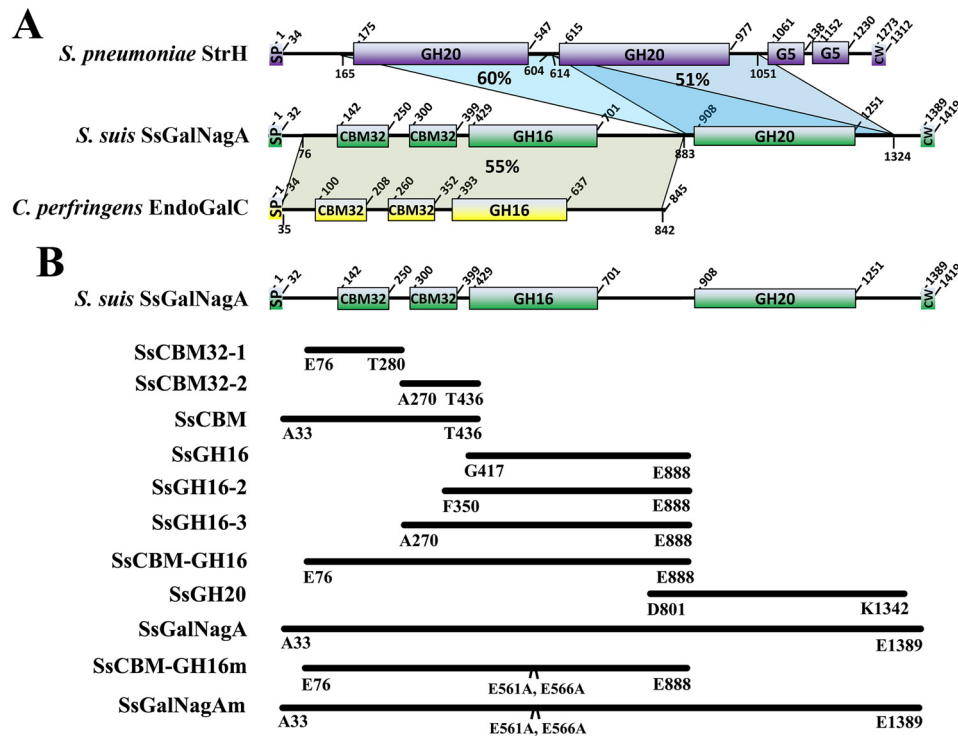 A
S. pneumoniae StrH
SP 1 34 165 175 GH20 547 604 614 615 GH20 977 1051 1061 G5 138 1152 G5 1230 CW 1273 1312
60% 51%
S. suis SsGalNagA
SP 1 32 76 142 CBM32 250 300 CBM32 399 429 GH16 701 883 908 GH20 1251 1324 CW 1389 1419
55%
C. perfringens EndoGalC
SP 1 34 35 100 CBM32 208 260 CBM32 352 393 GH16 637 842 845
B
S. suis SsGalNagA
SP 1 32 142 CBM32 250 300 CBM32 399 429 GH16 701 908 GH20 1251 CW 1389 1419
SsCBM32-1
E76 T280
SsCBM32-2
A270 T436
SsCBM
A33 T436
SsGH16
G417 E888
SsGH16-2
F350 E888
SsGH16-3
A270 E888
SsCBM-GH16
E76 E888
SsGH20
D801 K1342
SsGalNagA
A33 E1389
SsCBM-GH16m
E76 E561A, E566A E888
SsGalNagAm
A33 E561A, E566A E1389